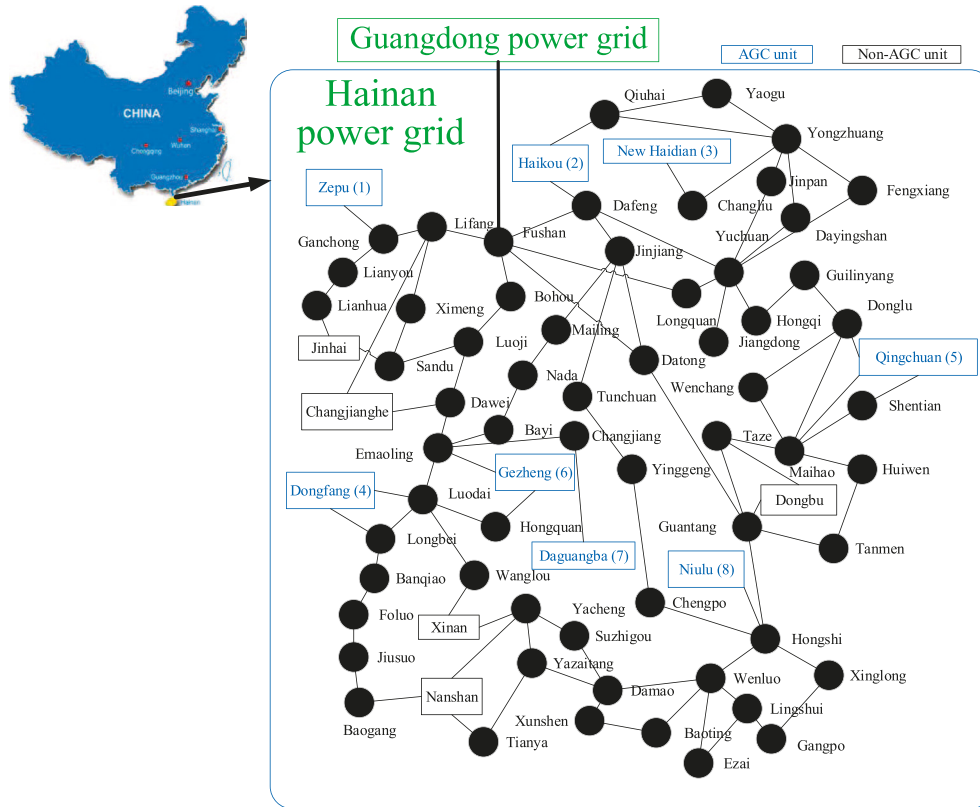 Guangdong power grid
AGC unit
Non-AGC unit
Hainan
power grid
Beijing
CHINA
Shanghai
Wuhan
Chongqing
Guangzhou
Hainan
Qiuhai
Yaogu
Yongzhuang
Haikou (2)
New Haidian (3)
Jinpan
Fengxiang
Zepu (1)
Lifang
Fushan
Dafeng
Changliu
Dayingshan
Ganchong
Jinjiang
Yuchuan
Lianyou
Guilinyang
Lianhua
Ximeng
Bohou
Longquan
Hongqi
Donglu
Mailing
Jiangdong
Jinhai
Sandu
Luoji
Datong
Qingchuan (5)
Nada
Wenchang
Changjianghe
Dawei
Tunchuan
Shentian
Emaoling
Bayi
Changjiang
Taze
Maihao
Huiwen
Yinggeng
Dongfang (4)
Luodai
Gezheng (6)
Dongbu
Hongquan
Guantang
Longbei
Tanmen
Daguangba (7)
Niulu (8)
Banqiao
Wanglou
Chengpo
Foluo
Xinan
Yacheng
Suzhigou
Hongshi
Jiusuo
Yazaitang
Wenluo
Xinglong
Nanshan
Damao
Lingshui
Baogang
Xunshen
Tianya
Baoting
Gangpo
Ezai